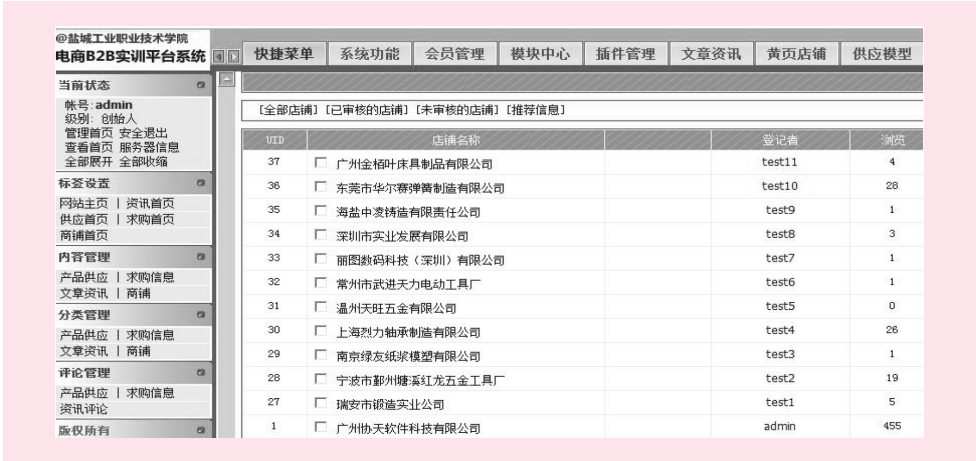 @盐城工业职业技术学院
电商B2B实训平台系统
快捷菜单 系统功能 会员管理 模块中心 插件管理 文章资讯 黄页店铺 供应模型
当前状态
帐号:admin
级别: 创始人
管理首页 安全退出
查看首页 服务器信息
全部展开 全部收缩
标签设置
网站主页 | 资讯首页
供应首页 | 求购首页
商铺首页
内容管理
产品供应 | 求购信息
文章资讯 | 商铺
分类管理
产品供应 | 求购信息
文章资讯 | 商铺
评论管理
产品供应 | 求购信息
资讯评论
版权所有
[全部店铺] [已审核的店铺] [未审核的店铺] [推荐信息]
UID 店铺名称 登记者 浏览
37 广州金栢叶床具制品有限公司 test11 4
36 东莞市华尔赛弹簧制造有限公司 test10 28
35 海盐中凌铸造有限责任公司 test9 1
34 深圳市实业发展有限公司 test8 3
33 丽图数码科技（深圳）有限公司 test7 1
32 常州市武进天力电动工具厂 test6 1
31 温州天旺五金有限公司 test5 0
30 上海烈力轴承制造有限公司 test4 26
29 南京绿友纸浆模塑有限公司 test3 1
28 宁波市鄞州塘溪红龙五金工具厂 test2 19
27 瑞安市锻造实业公司 test1 5
1 广州协天软件科技有限公司 admin 455